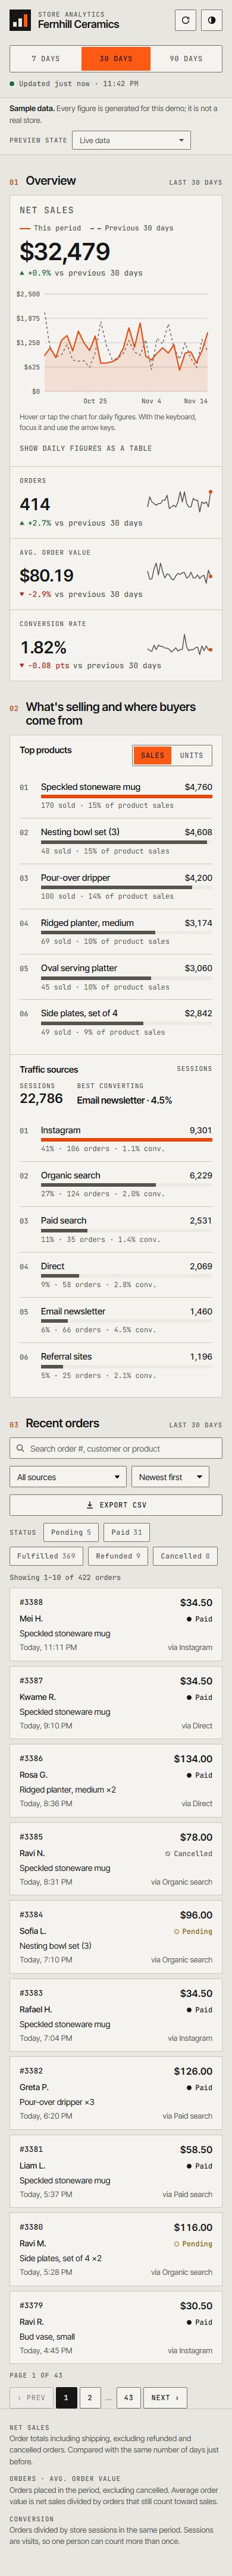 STORE ANALYTICS
Fernhill Ceramics
7 DAYS
30 DAYS
90 DAYS
Updated just now · 11:42 PM
Sample data. Every figure is generated for this demo; it is not a
real store.
PREVIEW STATE
Live data
01 Overview
LAST 30 DAYS
NET SALES
This period
Previous 30 days
$32,479
+0.9% vs previous 30 days
$2,500
$1,875
$1,250
$625
$0
Oct 25
Nov 4
Nov 14
Hover or tap the chart for daily figures. With the keyboard,
focus it and use the arrow keys.
SHOW DAILY FIGURES AS A TABLE
ORDERS
414
+2.7% vs previous 30 days
AVG. ORDER VALUE
$80.19
-2.9% vs previous 30 days
CONVERSION RATE
1.82%
-0.08 pts vs previous 30 days
02 What's selling and where buyers
come from
Top products
SALES
UNITS
01 Speckled stoneware mug $4,760
170 sold · 15% of product sales
02 Nesting bowl set (3) $4,608
48 sold · 15% of product sales
03 Pour-over dripper $4,200
100 sold · 14% of product sales
04 Ridged planter, medium $3,174
69 sold · 10% of product sales
05 Oval serving platter $3,060
45 sold · 10% of product sales
06 Side plates, set of 4 $2,842
49 sold · 9% of product sales
Traffic sources
SESSIONS
SESSIONS
22,786
BEST CONVERTING
Email newsletter · 4.5%
01 Instagram 9,301
41% · 106 orders · 1.1% conv.
02 Organic search 6,229
27% · 124 orders · 2.0% conv.
03 Paid search 2,531
11% · 35 orders · 1.4% conv.
04 Direct 2,069
9% · 58 orders · 2.8% conv.
05 Email newsletter 1,460
6% · 66 orders · 4.5% conv.
06 Referral sites 1,196
5% · 25 orders · 2.1% conv.
03 Recent orders
LAST 30 DAYS
Search order #, customer or product
All sources
Newest first
EXPORT CSV
STATUS
Pending 5
Paid 31
Fulfilled 369
Refunded 9
Cancelled 8
Showing 1–10 of 422 orders
#3388 $34.50
Mei H. Paid
Speckled stoneware mug
Today, 11:11 PM via Instagram
#3387 $34.50
Kwame R. Paid
Speckled stoneware mug
Today, 9:10 PM via Direct
#3386 $134.00
Rosa G. Paid
Ridged planter, medium ×2
Today, 8:36 PM via Direct
#3385 $78.00
Ravi N. Cancelled
Speckled stoneware mug
Today, 8:31 PM via Organic search
#3384 $96.00
Sofia L. Pending
Nesting bowl set (3)
Today, 7:10 PM via Organic search
#3383 $34.50
Rafael H. Paid
Speckled stoneware mug
Today, 7:04 PM via Instagram
#3382 $126.00
Greta P. Paid
Pour-over dripper ×3
Today, 6:20 PM via Paid search
#3381 $58.50
Liam L. Paid
Speckled stoneware mug
Today, 5:37 PM via Paid search
#3380 $116.00
Ravi M. Pending
Side plates, set of 4 ×2
Today, 5:28 PM via Organic search
#3379 $30.50
Ravi R. Paid
Bud vase, small
Today, 4:45 PM via Instagram
PAGE 1 OF 43
‹ PREV
1
2
…
43
NEXT ›
NET SALES
Order totals including shipping, excluding refunded and
cancelled orders. Compared with the same number of days just
before.
ORDERS · AVG. ORDER VALUE
Orders placed in the period, excluding cancelled. Average order
value is net sales divided by orders that still count toward sales.
CONVERSION
Orders divided by store sessions in the same period. Sessions
are visits, so one person can count more than once.